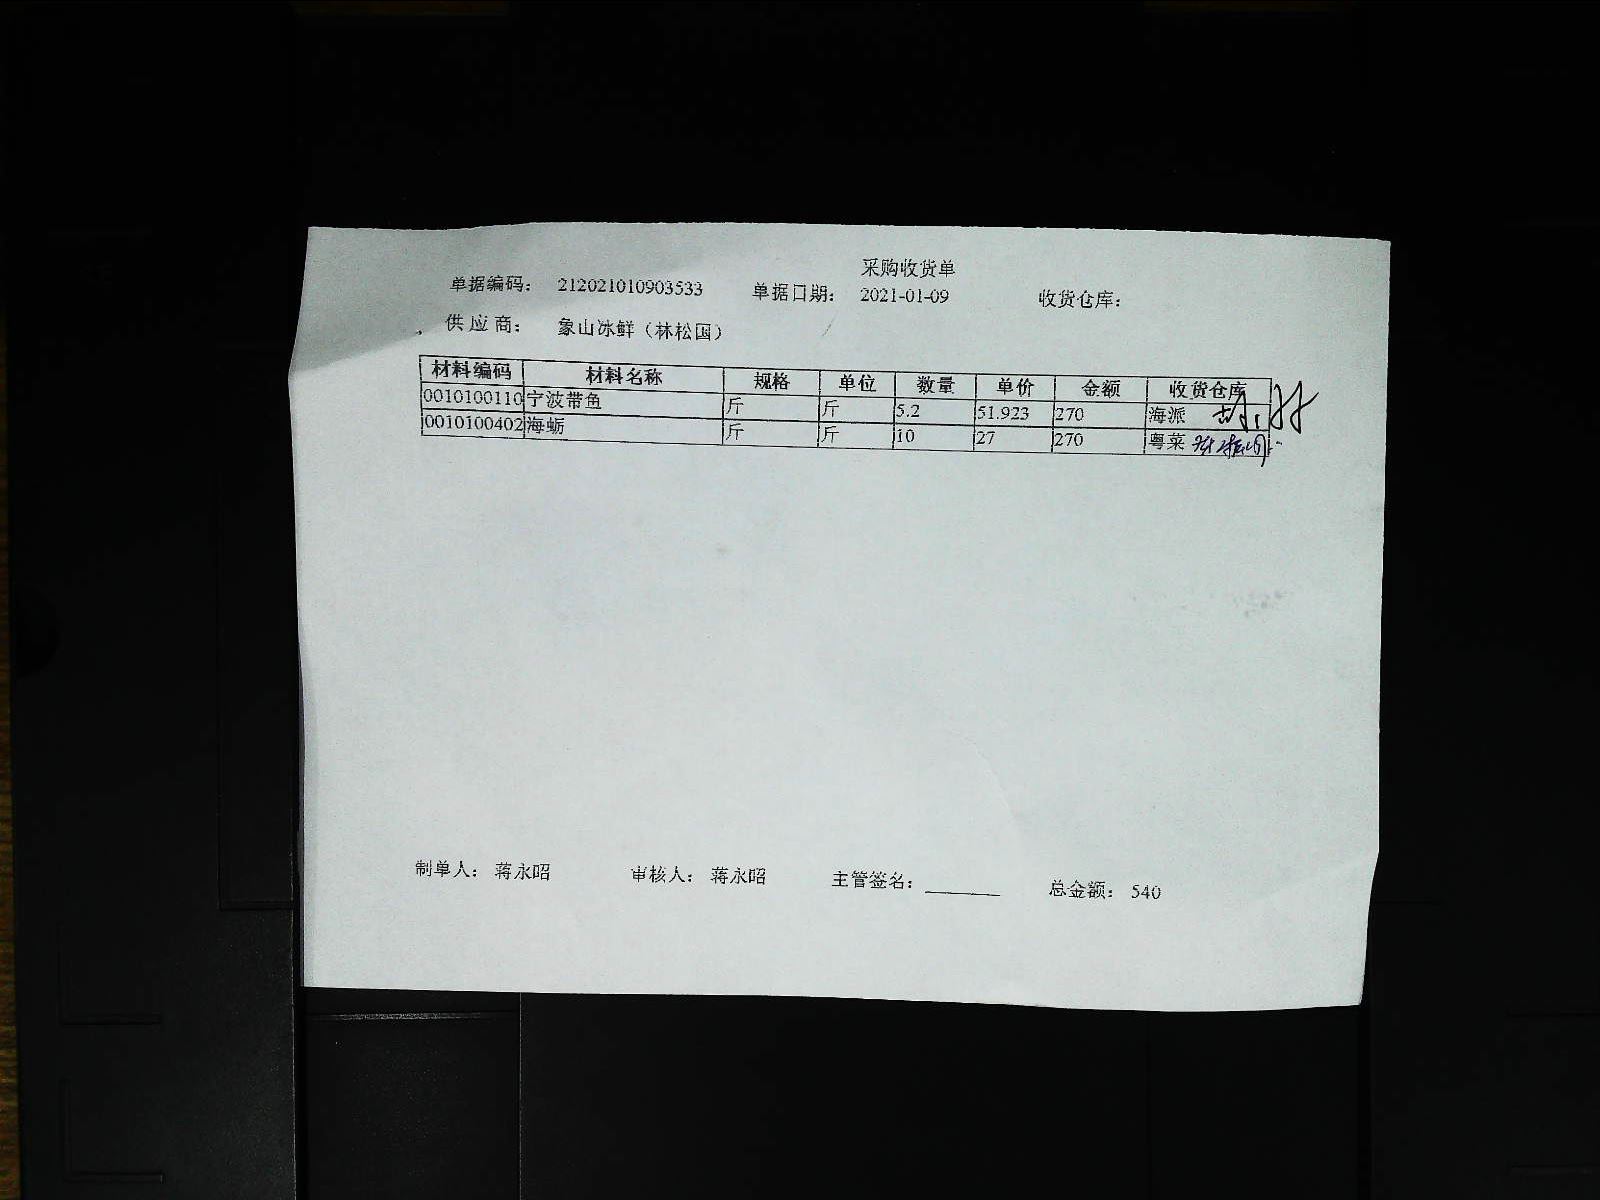 采购收货单
单据编码： 212021010903533 单据日期： 2021-01-09 收货仓库：
供应商： 象山冰鲜（林松国）
材料编码 材料名称 规格 单位 数量 单价 金额 收货仓库
0010100110 宁波带鱼 斤 斤 5.2 51.923 270 海派
0010100402 海蛎 斤 斤 10 27 270 粤菜
制单人： 蒋永昭 审核人： 蒋永昭 主管签名： 总金额： 540